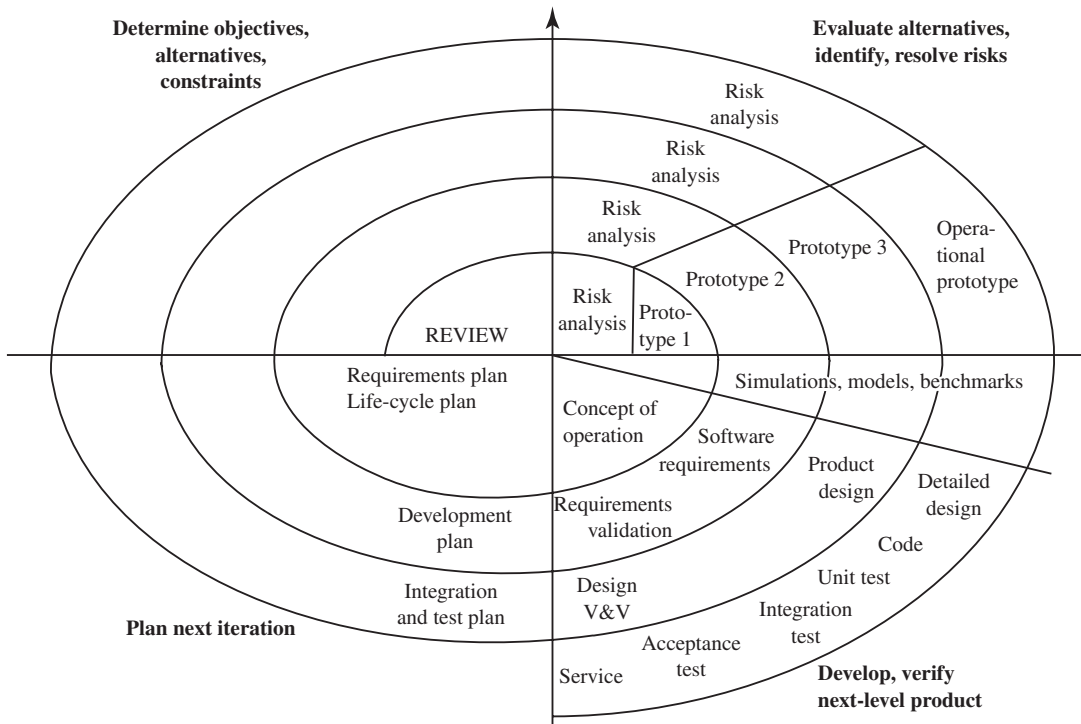 Determine objectives,
alternatives,
constraints
Evaluate alternatives,
identify, resolve risks
Risk
analysis
Risk
analysis
Risk
analysis
Risk
analysis
Proto-
type 1
Prototype 2
Prototype 3
Opera-
tional
prototype
REVIEW
Requirements plan
Life-cycle plan
Simulations, models, benchmarks
Concept of
operation
Software
requirements
Product
design
Detailed
design
Development
plan
Requirements
validation
Code
Unit test
Integration
and test plan
Design
V&V
Integration
test
Acceptance
test
Service
Plan next iteration
Develop, verify
next-level product